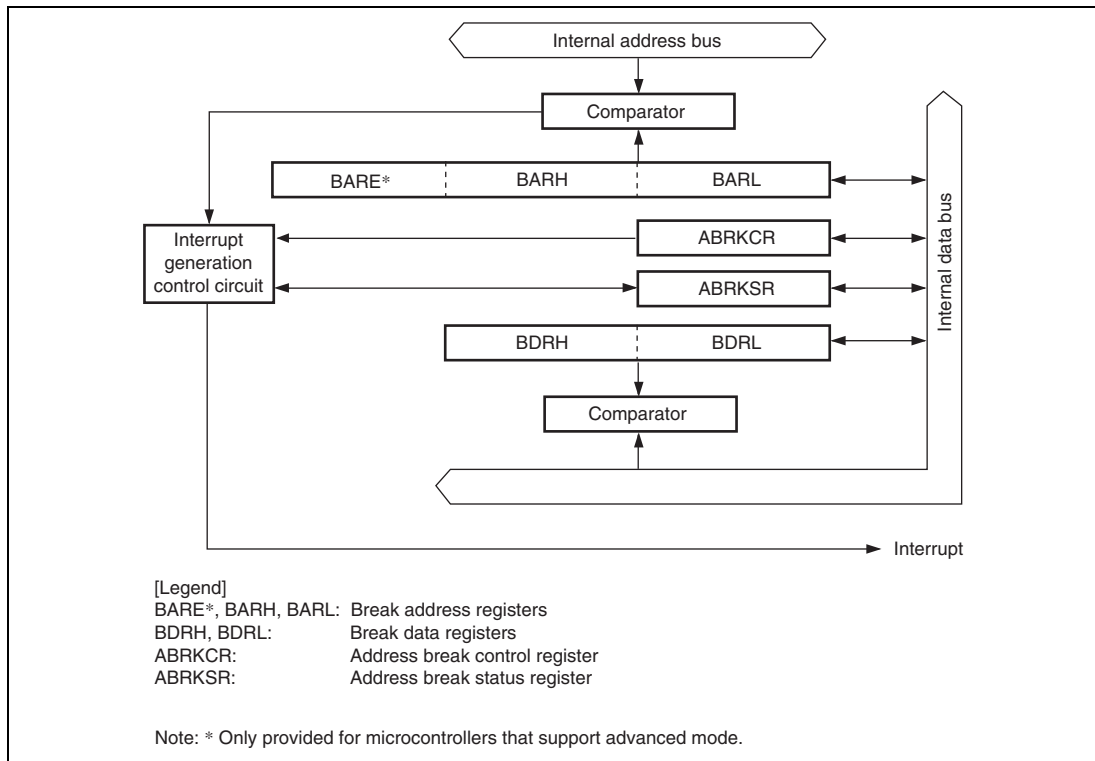 Internal address bus
Comparator
BARE* BARH BARL
Interrupt
generation
control circuit
ABRKCR
ABRKSR
BDRH BDRL
Comparator
Internal data bus
Interrupt
[Legend]
BARE*, BARH, BARL: Break address registers
BDRH, BDRL: Break data registers
ABRKCR: Address break control register
ABRKSR: Address break status register
Note: * Only provided for microcontrollers that support advanced mode.